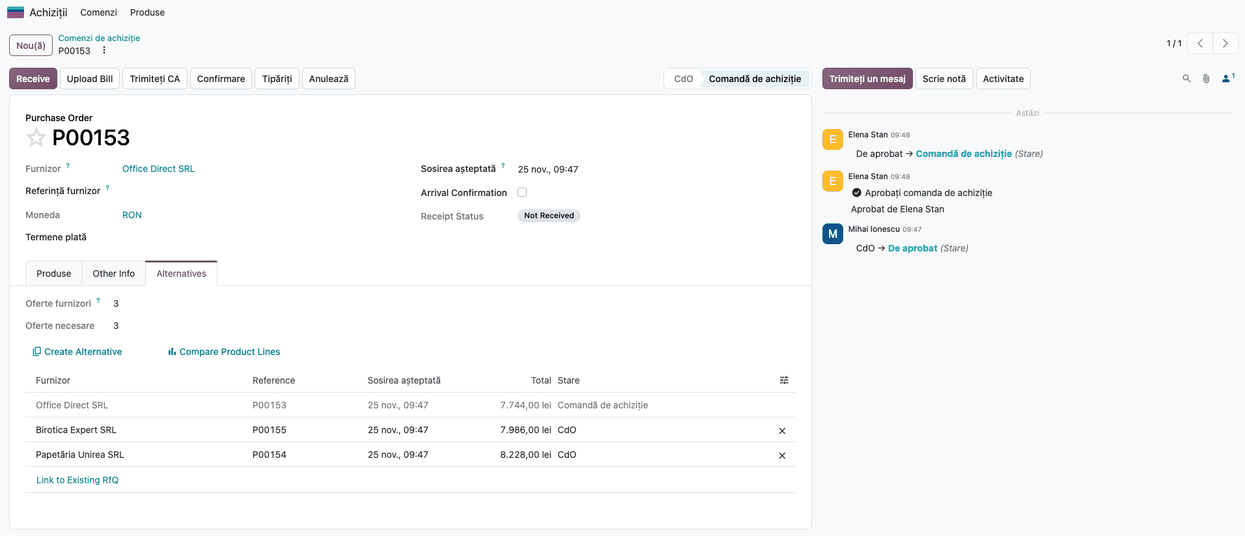 Achiziții Comenzi Produse
Nou(ă) Comenzi de achiziție
P00153
1 / 1
Receive Upload Bill Trimiteți CA Confirmare Tipăriți Anulează CdO Comandă de achiziție
Trimiteți un mesaj Scrie notă Activitate 1
Purchase Order
P00153
Furnizor ? Office Direct SRL
Referință furnizor ?
Moneda RON
Termene plată
Sosirea așteptată ? 25 nov., 09:47
Arrival Confirmation
Receipt Status Not Received
Produse Other Info Alternatives
Oferte furnizori ? 3
Oferte necesare 3
Create Alternative Compare Product Lines
Furnizor Reference Sosirea așteptată Total Stare
Office Direct SRL P00153 25 nov., 09:47 7.744,00 lei Comandă de achiziție
Birotica Expert SRL P00155 25 nov., 09:47 7.986,00 lei CdO
Papetăria Unirea SRL P00154 25 nov., 09:47 8.228,00 lei CdO
Link to Existing RfQ
Astăzi
E Elena Stan 09:48
De aprobat → Comandă de achiziție (Stare)
E Elena Stan 09:48
Aprobați comanda de achiziție
Aprobat de Elena Stan
M Mihai Ionescu 09:47
CdO → De aprobat (Stare)